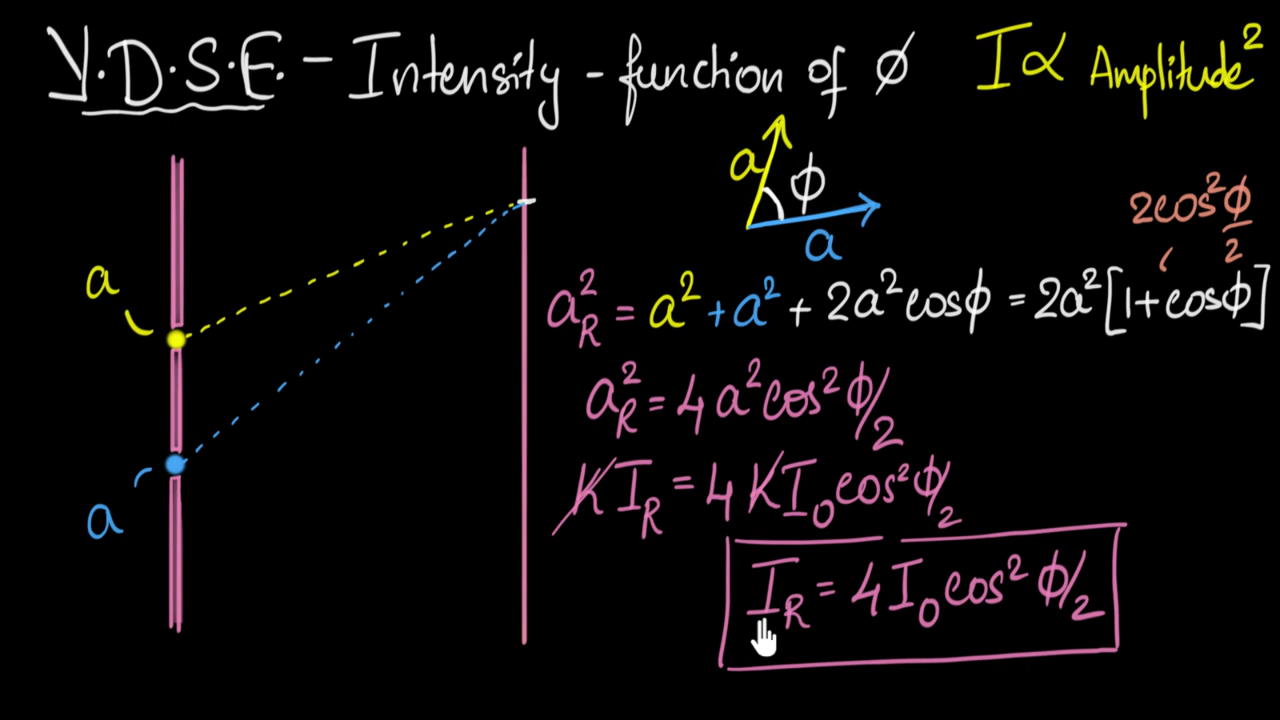 Y.D.S.E. - Intensity - function of ϕ
I ∝ Amplitude²
a
ϕ
a
2cos²ϕ/2
a
a_R² = a² + a² + 2a²cosϕ = 2a²[1+cosϕ]
a_R² = 4a²cos²ϕ/2
KI_R = 4KI₀cos²ϕ/2
a
I_R = 4I₀cos²ϕ/2